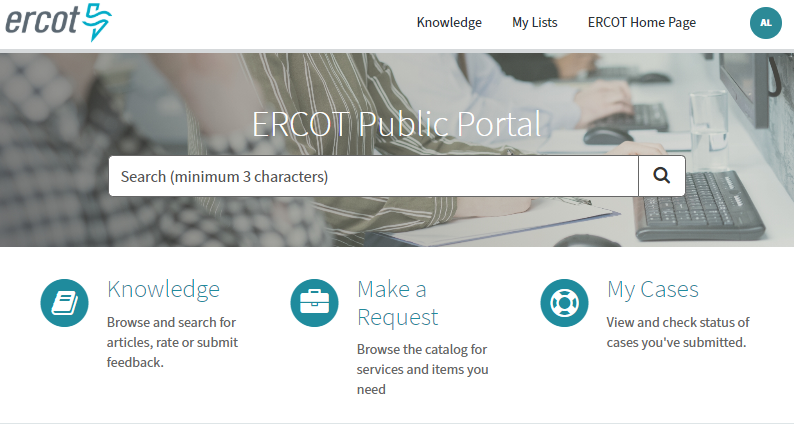 ercot
Knowledge
My Lists
ERCOT Home Page
AL
ERCOT Public Portal
Search (minimum 3 characters)
Knowledge
Browse and search for
articles, rate or submit
feedback.
Make a
Request
Browse the catalog for
services and items you
need
My Cases
View and check status of
cases you've submitted.